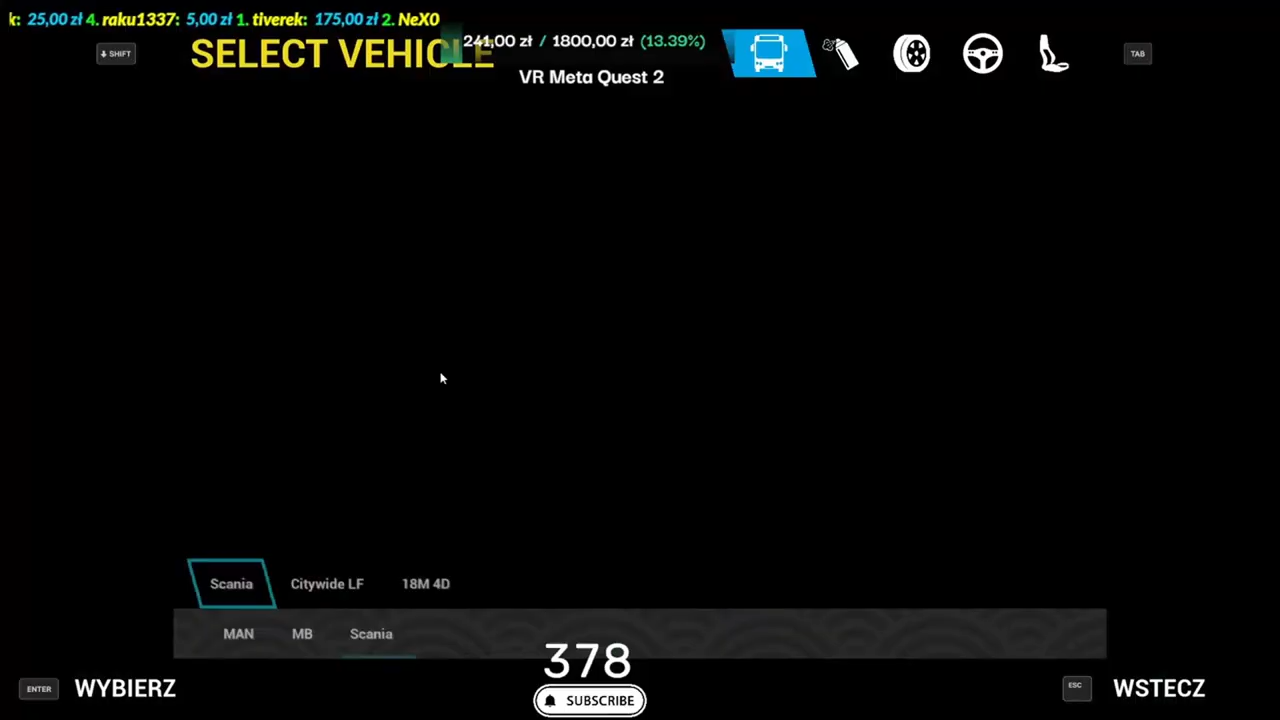 k: 25,00 zł 4. raku1337: 5,00 zł 1. tiverek: 175,00 zł 2. NeX0
SHIFT
SELECT VEHICLE
241,00 zł / 1800,00 zł (13.39%)
VR Meta Quest 2
TAB
Scania Citywide LF 18M 4D
MAN MB Scania
378
SUBSCRIBE
ENTER WYBIERZ
ESC WSTECZ